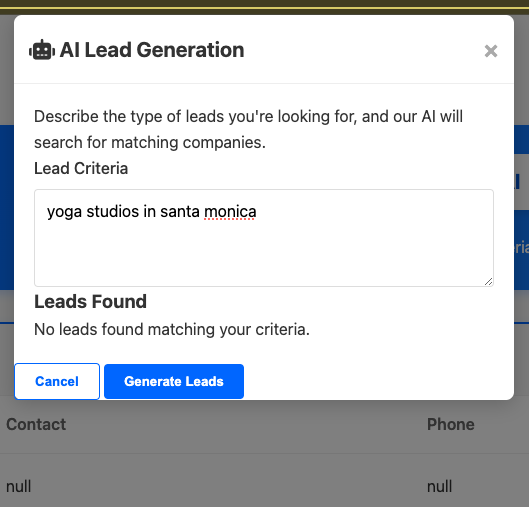 AI Lead Generation
×
Describe the type of leads you're looking for, and our AI will
search for matching companies.
Lead Criteria
yoga studios in santa monica
Leads Found
No leads found matching your criteria.
Cancel
Generate Leads
Contact
Phone
null
null